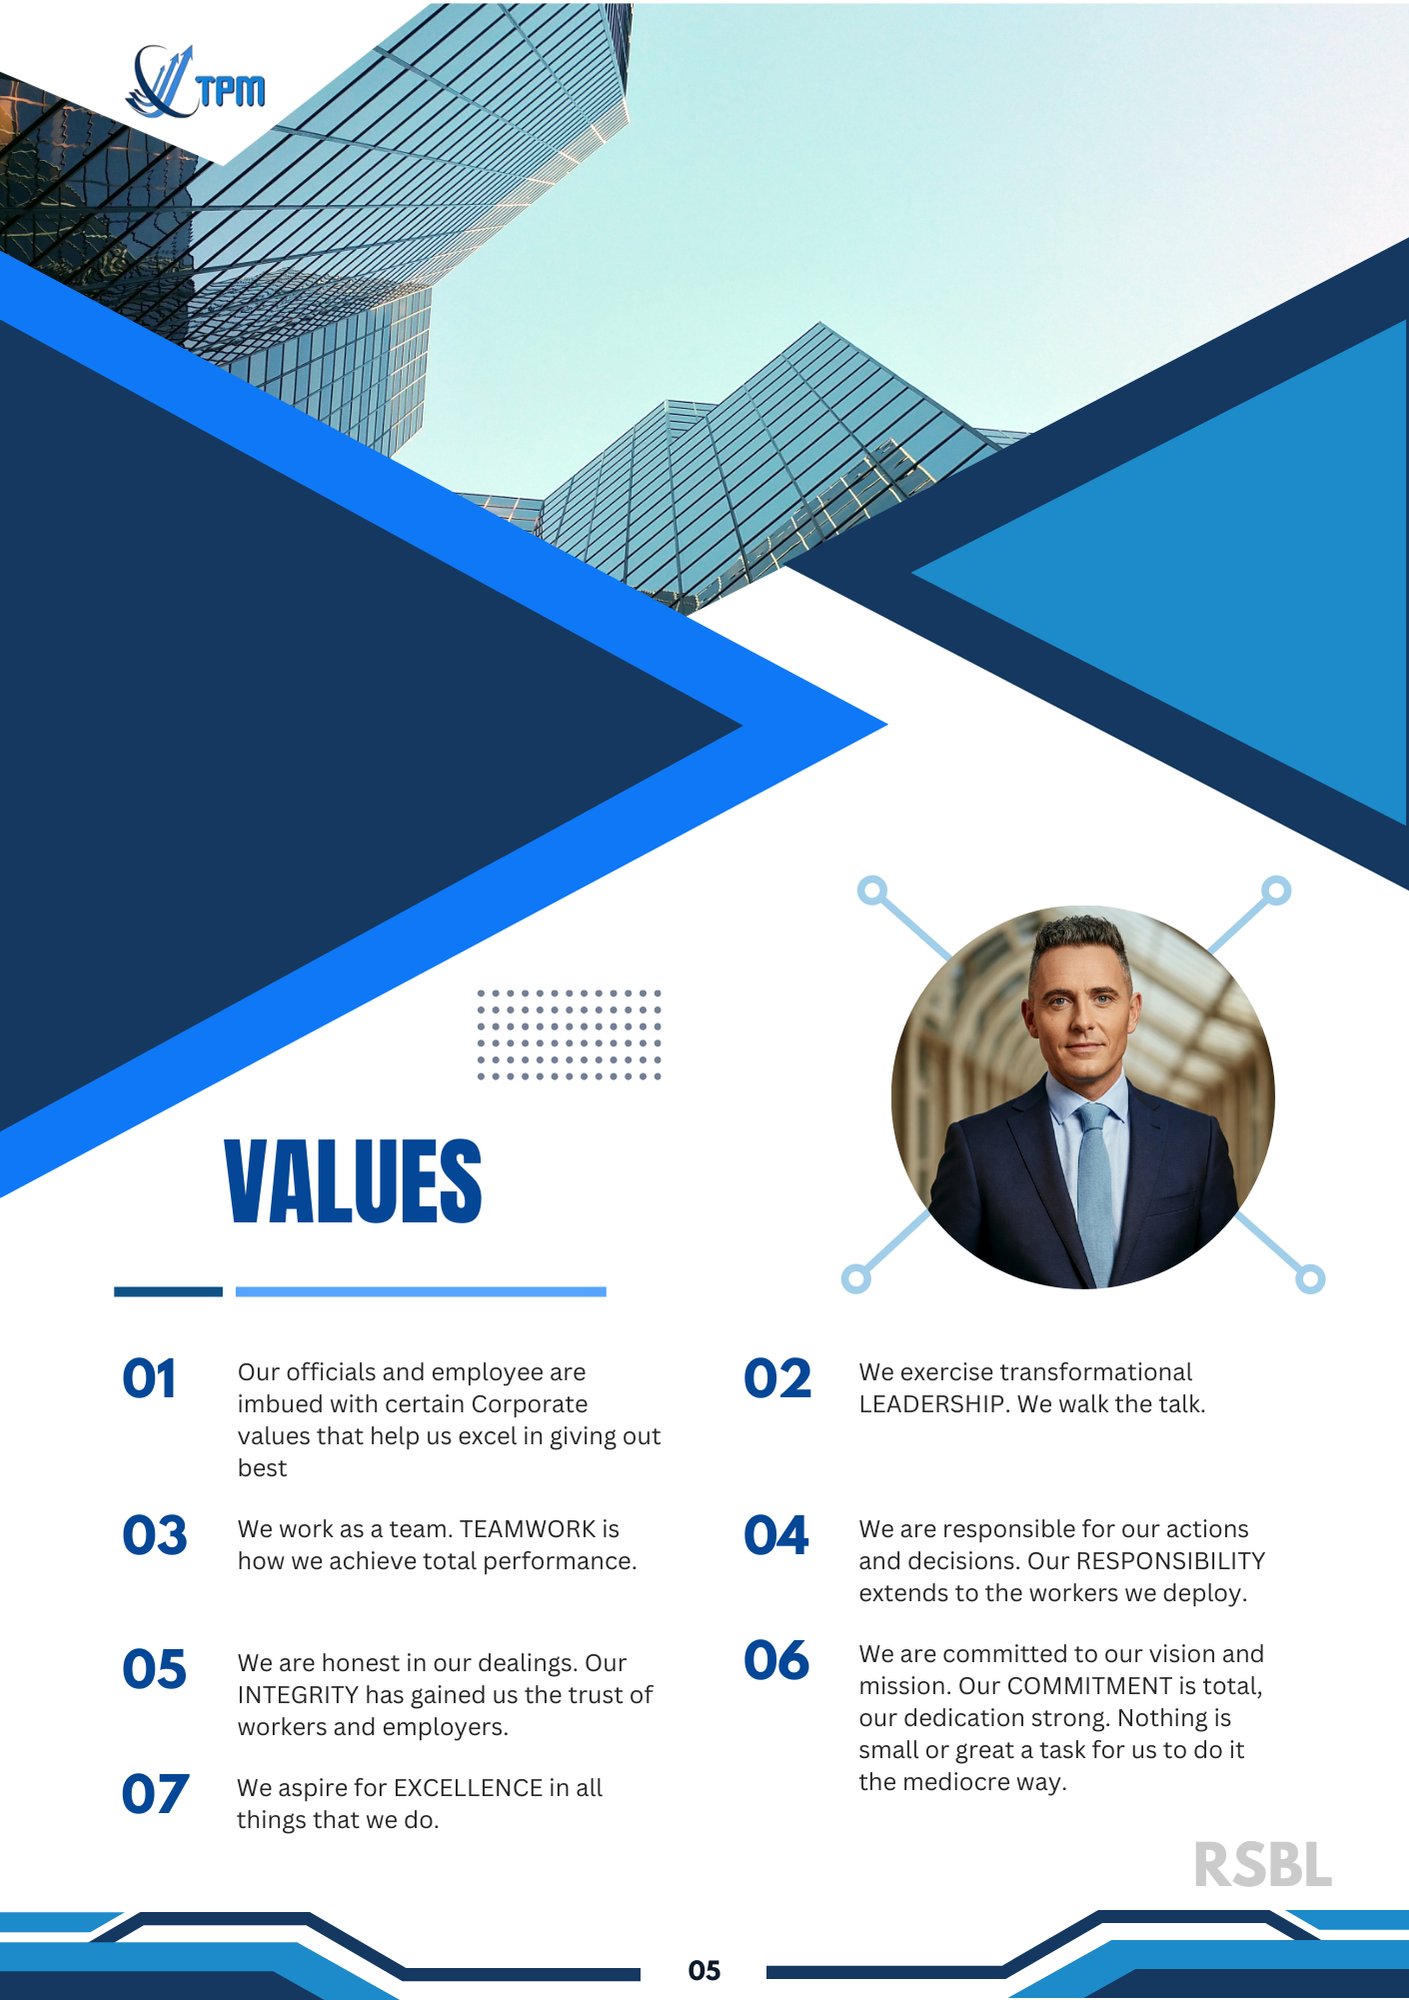 TPM
VALUES
01
Our officials and employee are
imbued with certain Corporate
values that help us excel in giving out
best
02
We exercise transformational
LEADERSHIP. We walk the talk.
03
We work as a team. TEAMWORK is
how we achieve total performance.
04
We are responsible for our actions
and decisions. Our RESPONSIBILITY
extends to the workers we deploy.
05
We are honest in our dealings. Our
INTEGRITY has gained us the trust of
workers and employers.
06
We are committed to our vision and
mission. Our COMMITMENT is total,
our dedication strong. Nothing is
small or great a task for us to do it
the mediocre way.
07
We aspire for EXCELLENCE in all
things that we do.
RSBL
05